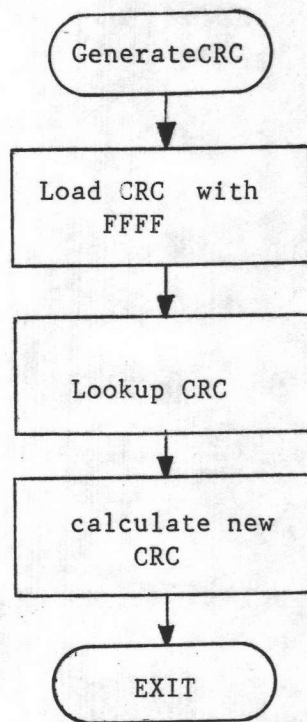 GenerateCRC
Load CRC with
FFFF
Lookup CRC
calculate new
CRC
EXIT